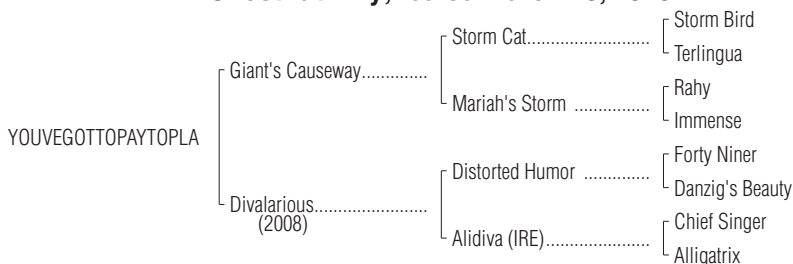 Storm Bird
Storm Cat
Terlingua
Giant's Causeway
Rahy
Mariah's Storm
Immense
YOUVEGOTTOPAYTOPLA
Forty Niner
Distorted Humor
Danzig's Beauty
Divalarious
(2008)
Chief Singer
Alidiva (IRE)
Alligatrix